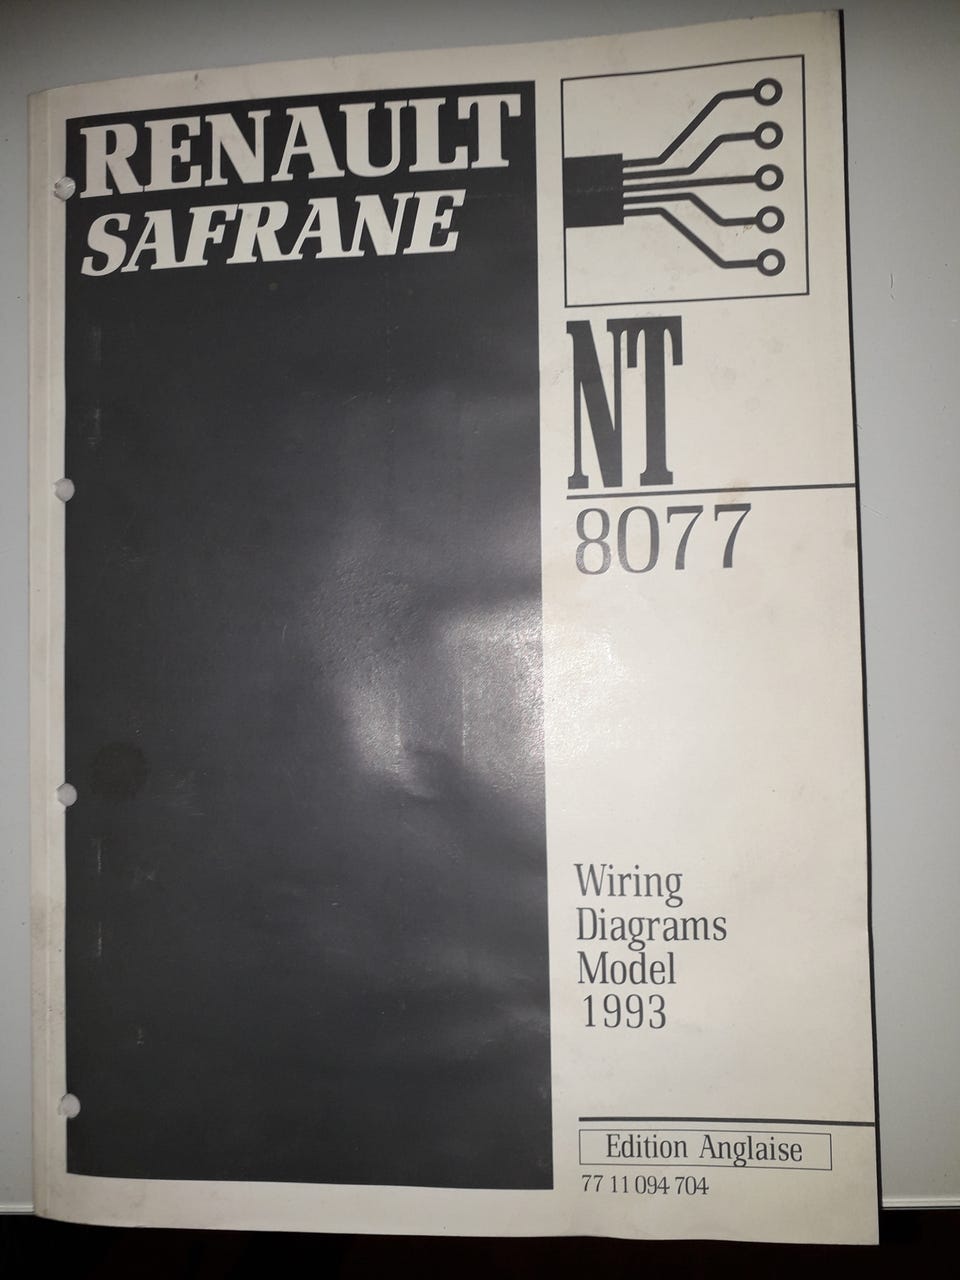 RENAULT
SAFRANE
NT
8077
Wiring
Diagrams
Model
1993
Edition Anglaise
77 11 094 704